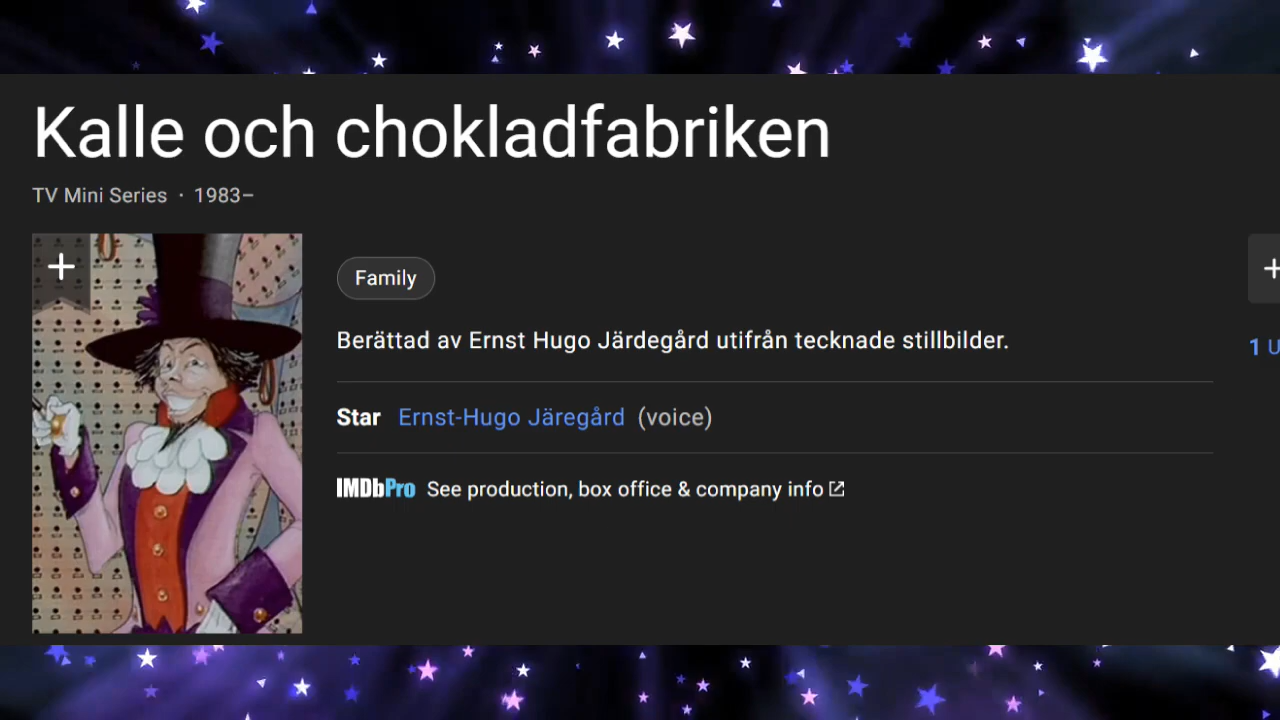 Kalle och chokladfabriken
TV Mini Series · 1983–
Family
Berättad av Ernst Hugo Järdegård utifrån tecknade stillbilder.
Star Ernst-Hugo Järegård (voice)
IMDbPro See production, box office & company info
1 U